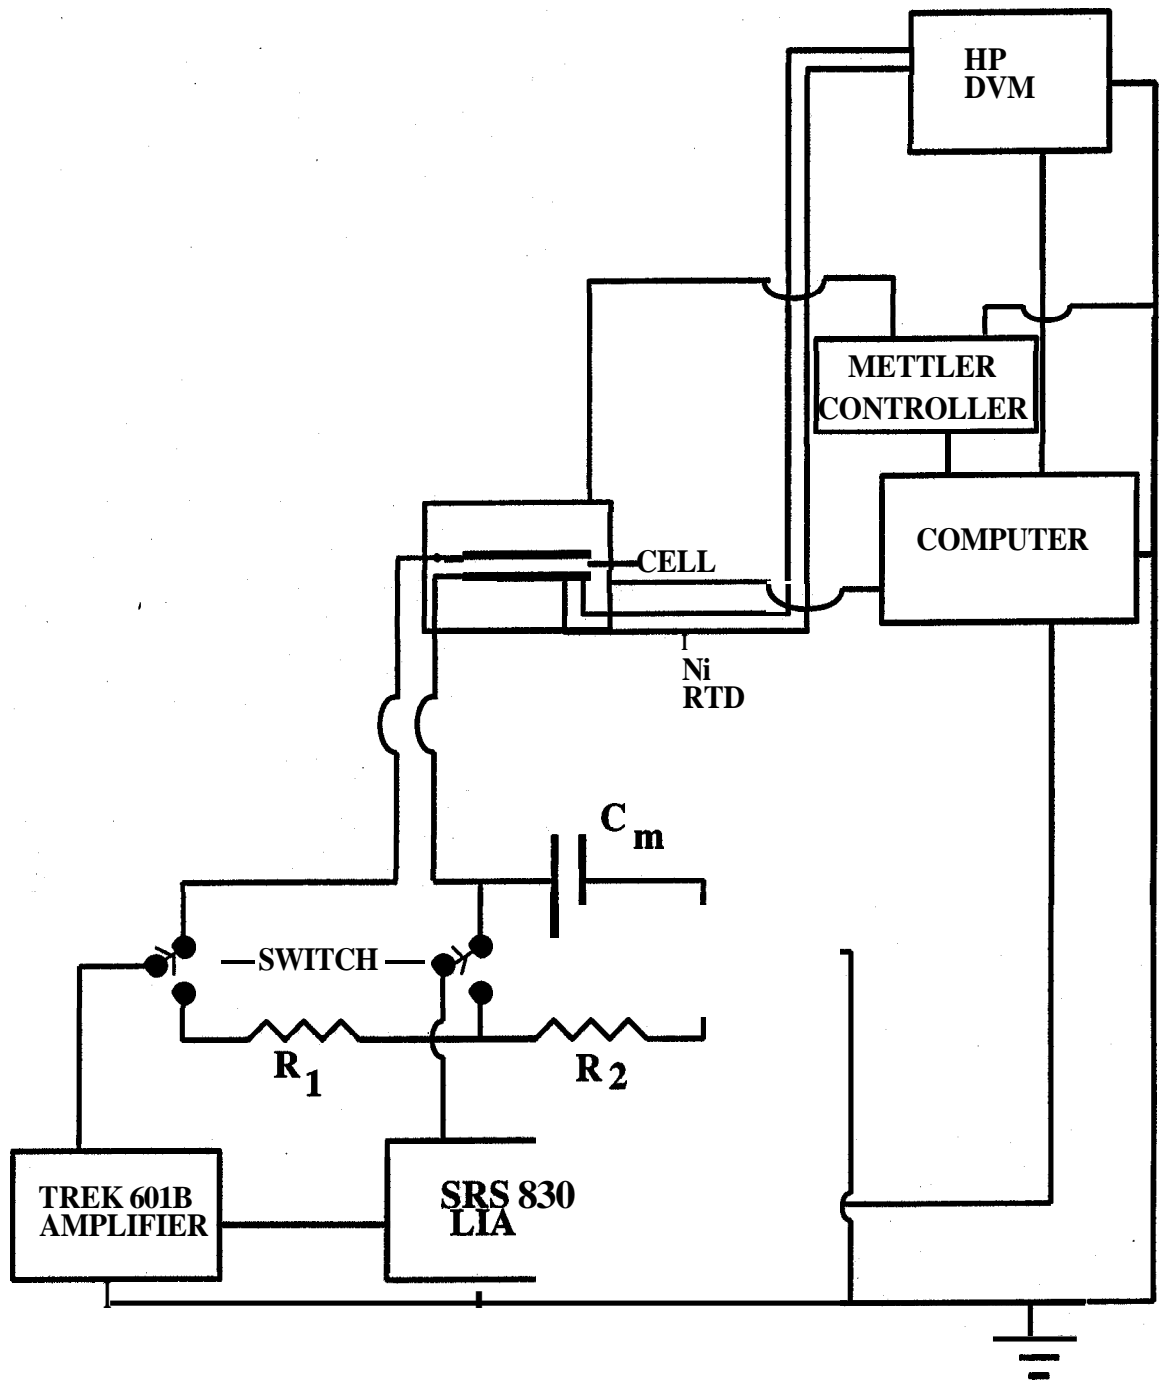 HP
DVM
METTLER
CONTROLLER
COMPUTER
CELL
Ni
RTD
C m
SWITCH
R 1
R 2
TREK 601B
AMPLIFIER
SRS 830
LIA